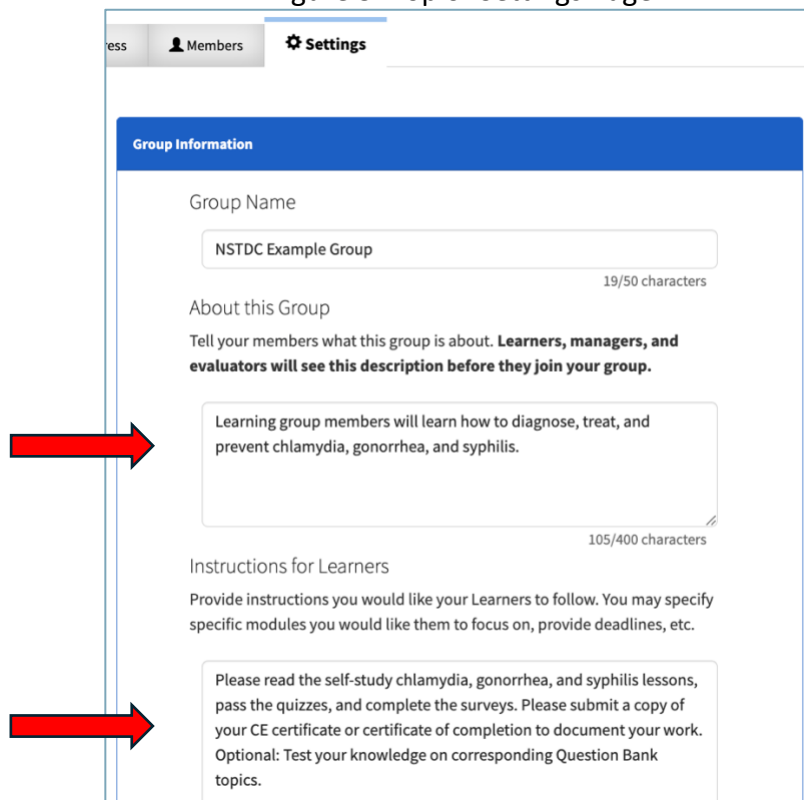 ess Members Settings
Group Information
Group Name
NSTDC Example Group
19/50 characters
About this Group
Tell your members what this group is about. Learners, managers, and
evaluators will see this description before they join your group.
Learning group members will learn how to diagnose, treat, and
prevent chlamydia, gonorrhea, and syphilis.
105/400 characters
Instructions for Learners
Provide instructions you would like your Learners to follow. You may specify
specific modules you would like them to focus on, provide deadlines, etc.
Please read the self-study chlamydia, gonorrhea, and syphilis lessons,
pass the quizzes, and complete the surveys. Please submit a copy of
your CE certificate or certificate of completion to document your work.
Optional: Test your knowledge on corresponding Question Bank
topics.